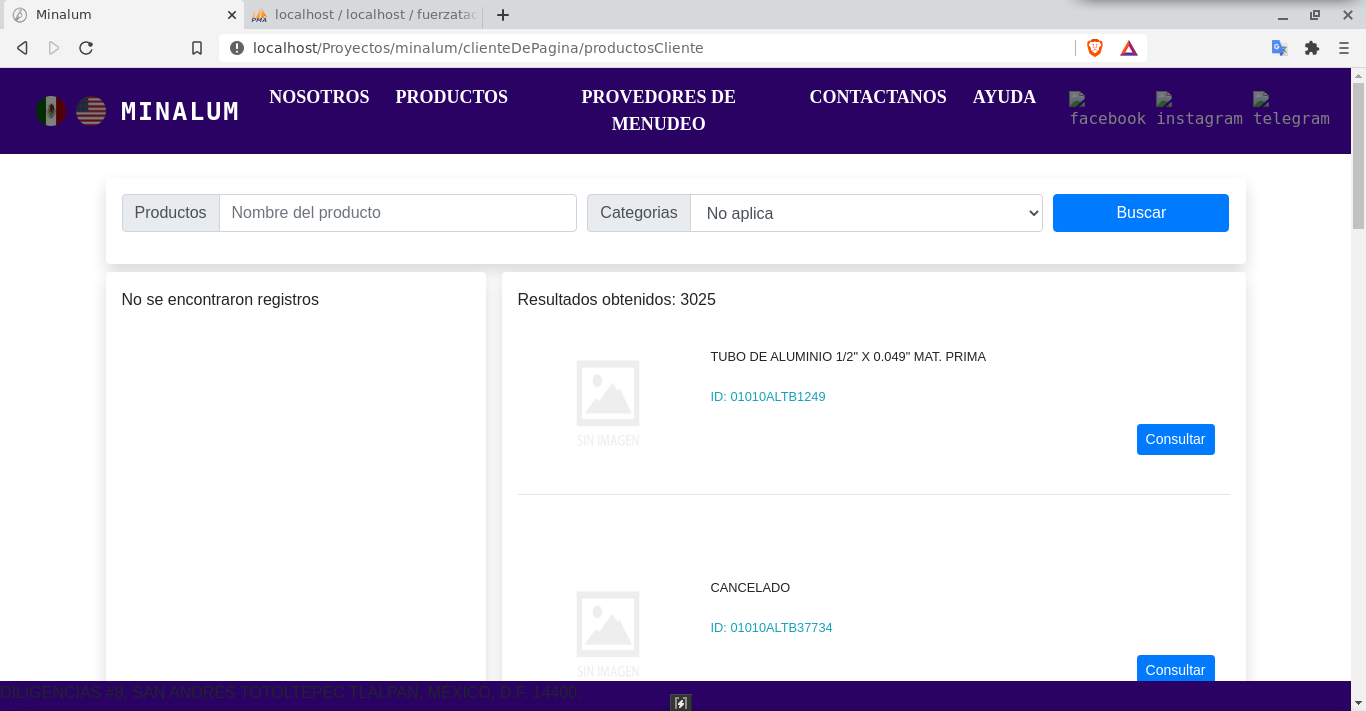 Minalum
localhost / localhost / fuerzatac
localhost/Proyectos/minalum/clienteDePagina/productosCliente
MINALUM
NOSOTROS
PRODUCTOS
PROVEDORES DE
MENUDEO
CONTACTANOS
AYUDA
facebook
instagram
telegram
Productos
Nombre del producto
Categorias
No aplica
Buscar
No se encontraron registros
Resultados obtenidos: 3025
SIN IMAGEN
TUBO DE ALUMINIO 1/2" X 0.049" MAT. PRIMA
ID: 01010ALTB1249
Consultar
SIN IMAGEN
CANCELADO
ID: 01010ALTB37734
Consultar
DILIGENCIAS #8, SAN ANDRÉS TOTOLTEPEC TLALPAN, MÉXICO, D.F. 14400.